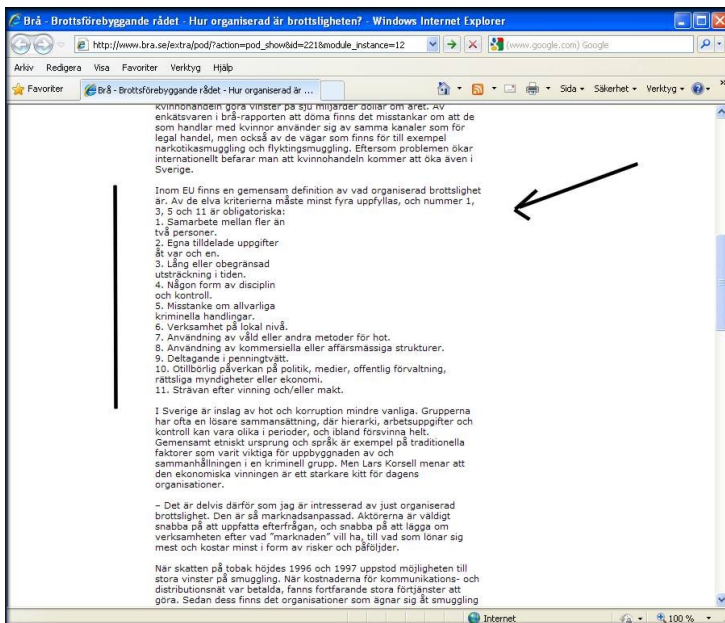 Brå - Brottsförebyggande rådet - Hur organiserad är brottsligheten? - Windows Internet Explorer
http://www.bra.se/extra/pod/?action=pod_show&id=221&module_instance=12
(www.google.com) Google
Arkiv Redigera Visa Favoriter Verktyg Hjälp
Favoriter
Brå - Brottsförebyggande rådet - Hur organiserad är ...
Sida Säkerhet Verktyg
kvinnohandeln göra vinster på sju miljarder dollar om året. Av
enkätsvaren i brå-rapporten att döma finns det misstankar om att de
som handlar med kvinnor använder sig av samma kanaler som för
legal handel, men också av de vägar som finns för till exempel
narkotikasmuggling och flyktingsmuggling. Eftersom problemen ökar
internationellt befarar man att kvinnohandeln kommer att öka även i
Sverige.
Inom EU finns en gemensam definition av vad organiserad brottslighet
är. Av de elva kriterierna måste minst fyra uppfyllas, och nummer 1,
3, 5 och 11 är obligatoriska:
1. Samarbete mellan fler än
två personer.
2. Egna tilldelade uppgifter
åt var och en.
3. Lång eller obegränsad
utsträckning i tiden.
4. Någon form av disciplin
och kontroll.
5. Misstanke om allvarliga
kriminella handlingar.
6. Verksamhet på lokal nivå.
7. Användning av våld eller andra metoder för hot.
8. Användning av kommersiella eller affärsmässiga strukturer.
9. Deltagande i penningtvätt.
10. Otillbörlig påverkan på politik, medier, offentlig förvaltning,
rättsliga myndigheter eller ekonomi.
11. Strävan efter vinning och/eller makt.
I Sverige är inslag av hot och korruption mindre vanliga. Grupperna
har ofta en lösare sammansättning, där hierarki, arbetsuppgifter och
kontroll kan vara olika i perioder, och ibland försvinna helt.
Gemensamt etniskt ursprung och språk är exempel på traditionella
faktorer som varit viktiga för uppbyggnaden av och
sammanhållningen i en kriminell grupp. Men Lars Korsell menar att
den ekonomiska vinningen är ett starkare kitt för dagens
organisationer.
– Det är delvis därför som jag är intresserad av just organiserad
brottslighet. Den är så marknadsanpassad. Aktörerna är väldigt
snabba på att uppfatta efterfrågan, och snabba på att lägga om
verksamheten efter vad ”marknaden” vill ha, till vad som lönar sig
mest och kostar minst i form av risker och påföljder.
När skatten på tobak höjdes 1996 och 1997 uppstod möjligheten till
stora vinster på smuggling. När kostnaderna för kommunikations- och
distributionsnät var betalda, fanns fortfarande stora förtjänster att
göra. Sedan dess finns det organisationer som ägnar sig åt smuggling
Internet
100 %